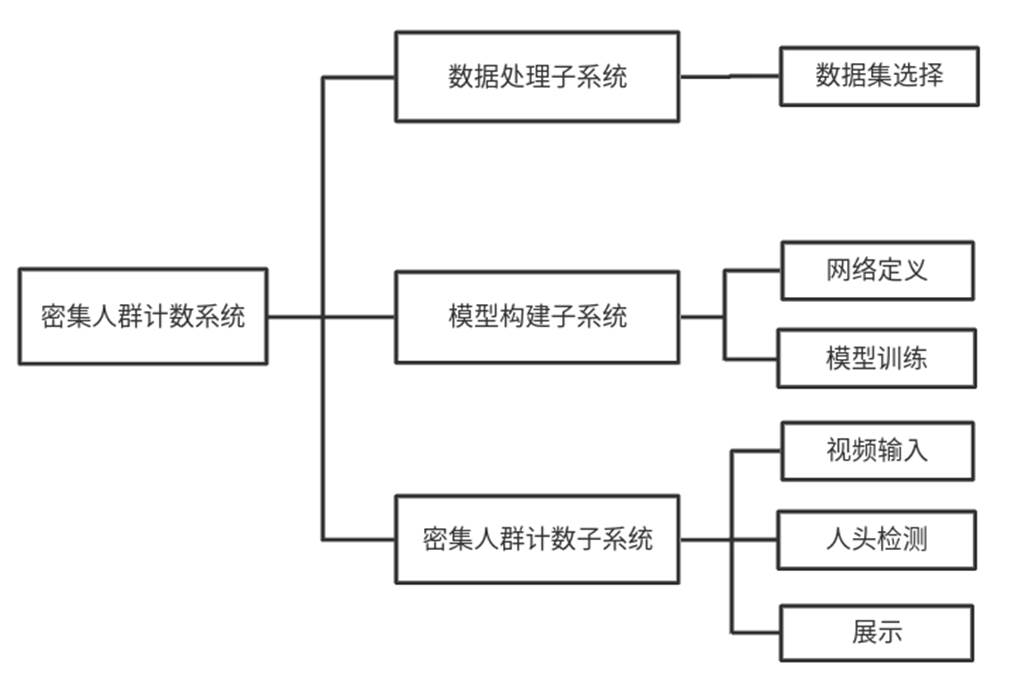 数据处理子系统
数据集选择
密集人群计数系统
模型构建子系统
网络定义
模型训练
密集人群计数子系统
视频输入
人头检测
展示